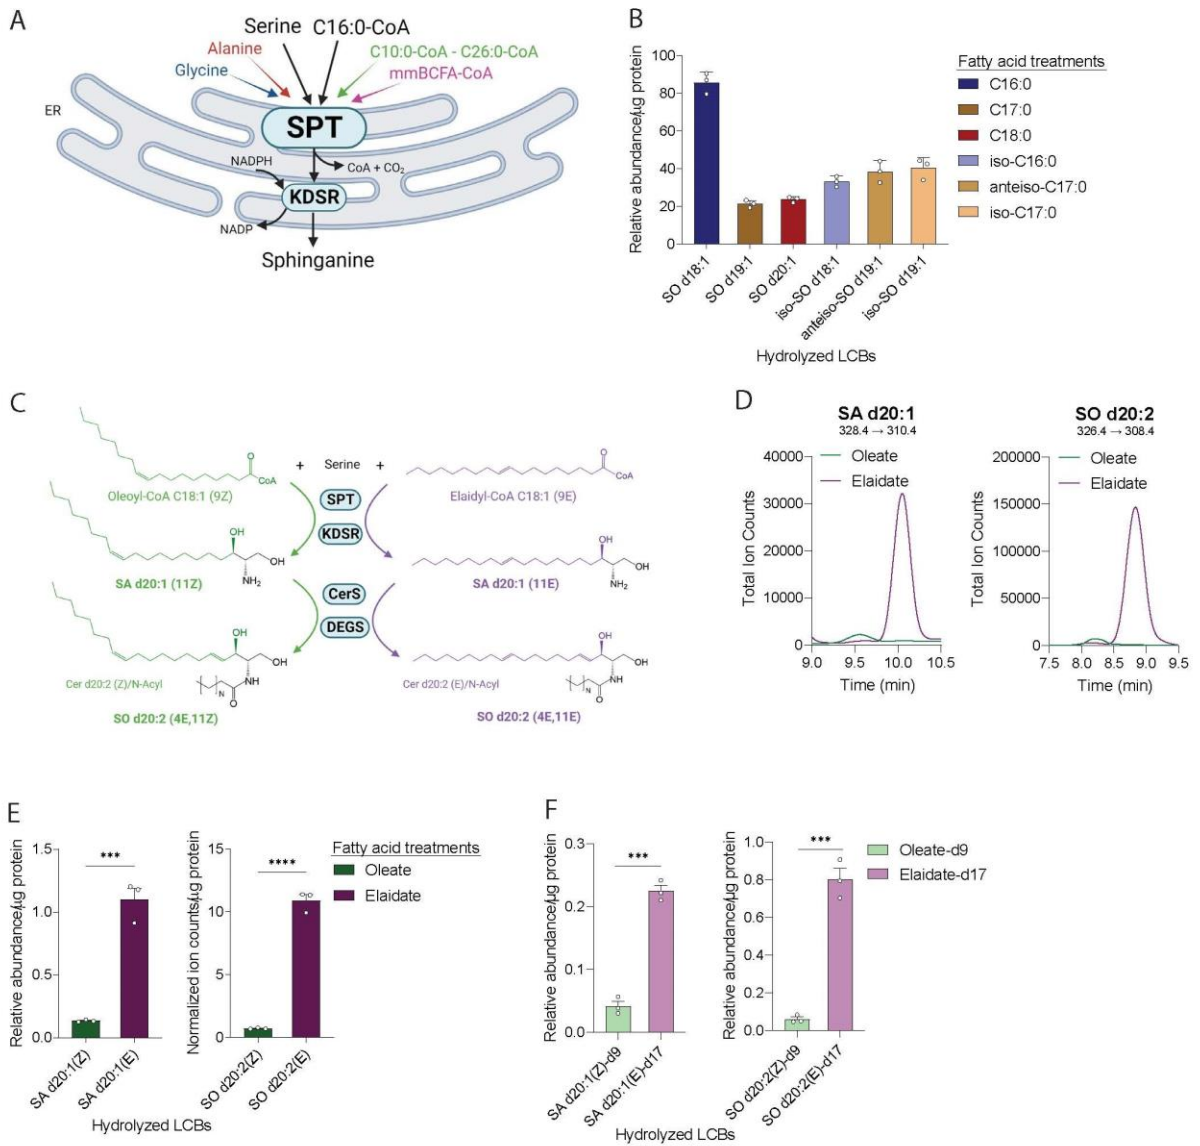 A
Serine C16:0-CoA
Alanine
C10:0-CoA - C26:0-CoA
Glycine
mmBCFA-CoA
ER
SPT
NADPH
CoA + CO₂
KDSR
NADP
Sphinganine
B
Relative abundance/µg protein
100
80
60
40
20
0
SO d18:1
SO d19:1
SO d20:1
iso-SO d18:1
anteiso-SO d19:1
iso-SO d19:1
Hydrolyzed LCBs
Fatty acid treatments
C16:0
C17:0
C18:0
iso-C16:0
anteiso-C17:0
iso-C17:0
C
O
CoA
+ Serine +
O
CoA
Oleoyl-CoA C18:1 (9Z)
Elaidyl-CoA C18:1 (9E)
SPT
KDSR
OH
OH
NH₂
OH
OH
NH₂
SA d20:1 (11Z)
SA d20:1 (11E)
CerS
DEGS
OH
OH
NH
N
O
OH
OH
NH
N
O
Cer d20:2 (Z)/N-Acyl
Cer d20:2 (E)/N-Acyl
SO d20:2 (4E,11Z)
SO d20:2 (4E,11E)
D
SA d20:1
328.4 → 310.4
Oleate
Elaidate
Total Ion Counts
40000
30000
20000
10000
0
9.0 9.5 10.0 10.5
Time (min)
SO d20:2
326.4 → 308.4
Oleate
Elaidate
Total Ion Counts
200000
150000
100000
50000
0
7.5 8.0 8.5 9.0 9.5
Time (min)
E
Relative abundance/µg protein
1.5
1.0
0.5
0.0
***
SA d20:1(Z)
SA d20:1(E)
Normalized ion counts/µg protein
15
10
5
0
****
SO d20:2(Z)
SO d20:2(E)
Hydrolyzed LCBs
Fatty acid treatments
Oleate
Elaidate
F
Relative abundance/µg protein
0.3
0.2
0.1
0.0
***
SA d20:1(Z)-d9
SA d20:1(E)-d17
Relative abundance/µg protein
1.0
0.8
0.6
0.4
0.2
0.0
***
SO d20:2(Z)-d9
SO d20:2(E)-d17
Hydrolyzed LCBs
Oleate-d9
Elaidate-d17